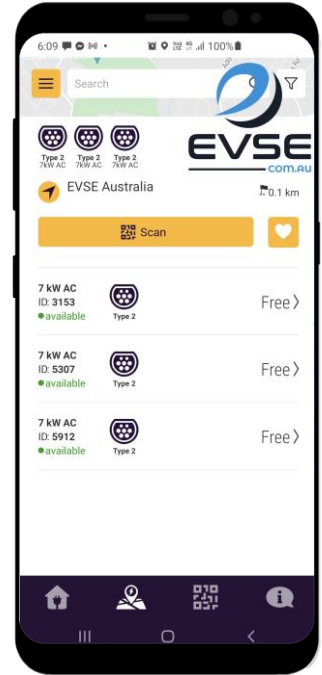 6:09
100%
Search
EVSE
.COM.AU
Type 2 Type 2 Type 2
7kW AC 7kW AC 7kW AC
EVSE Australia
0.1 km
Scan
7 kW AC
ID: 3153
available
Type 2
Free
7 kW AC
ID: 5307
available
Type 2
Free
7 kW AC
ID: 5912
available
Type 2
Free